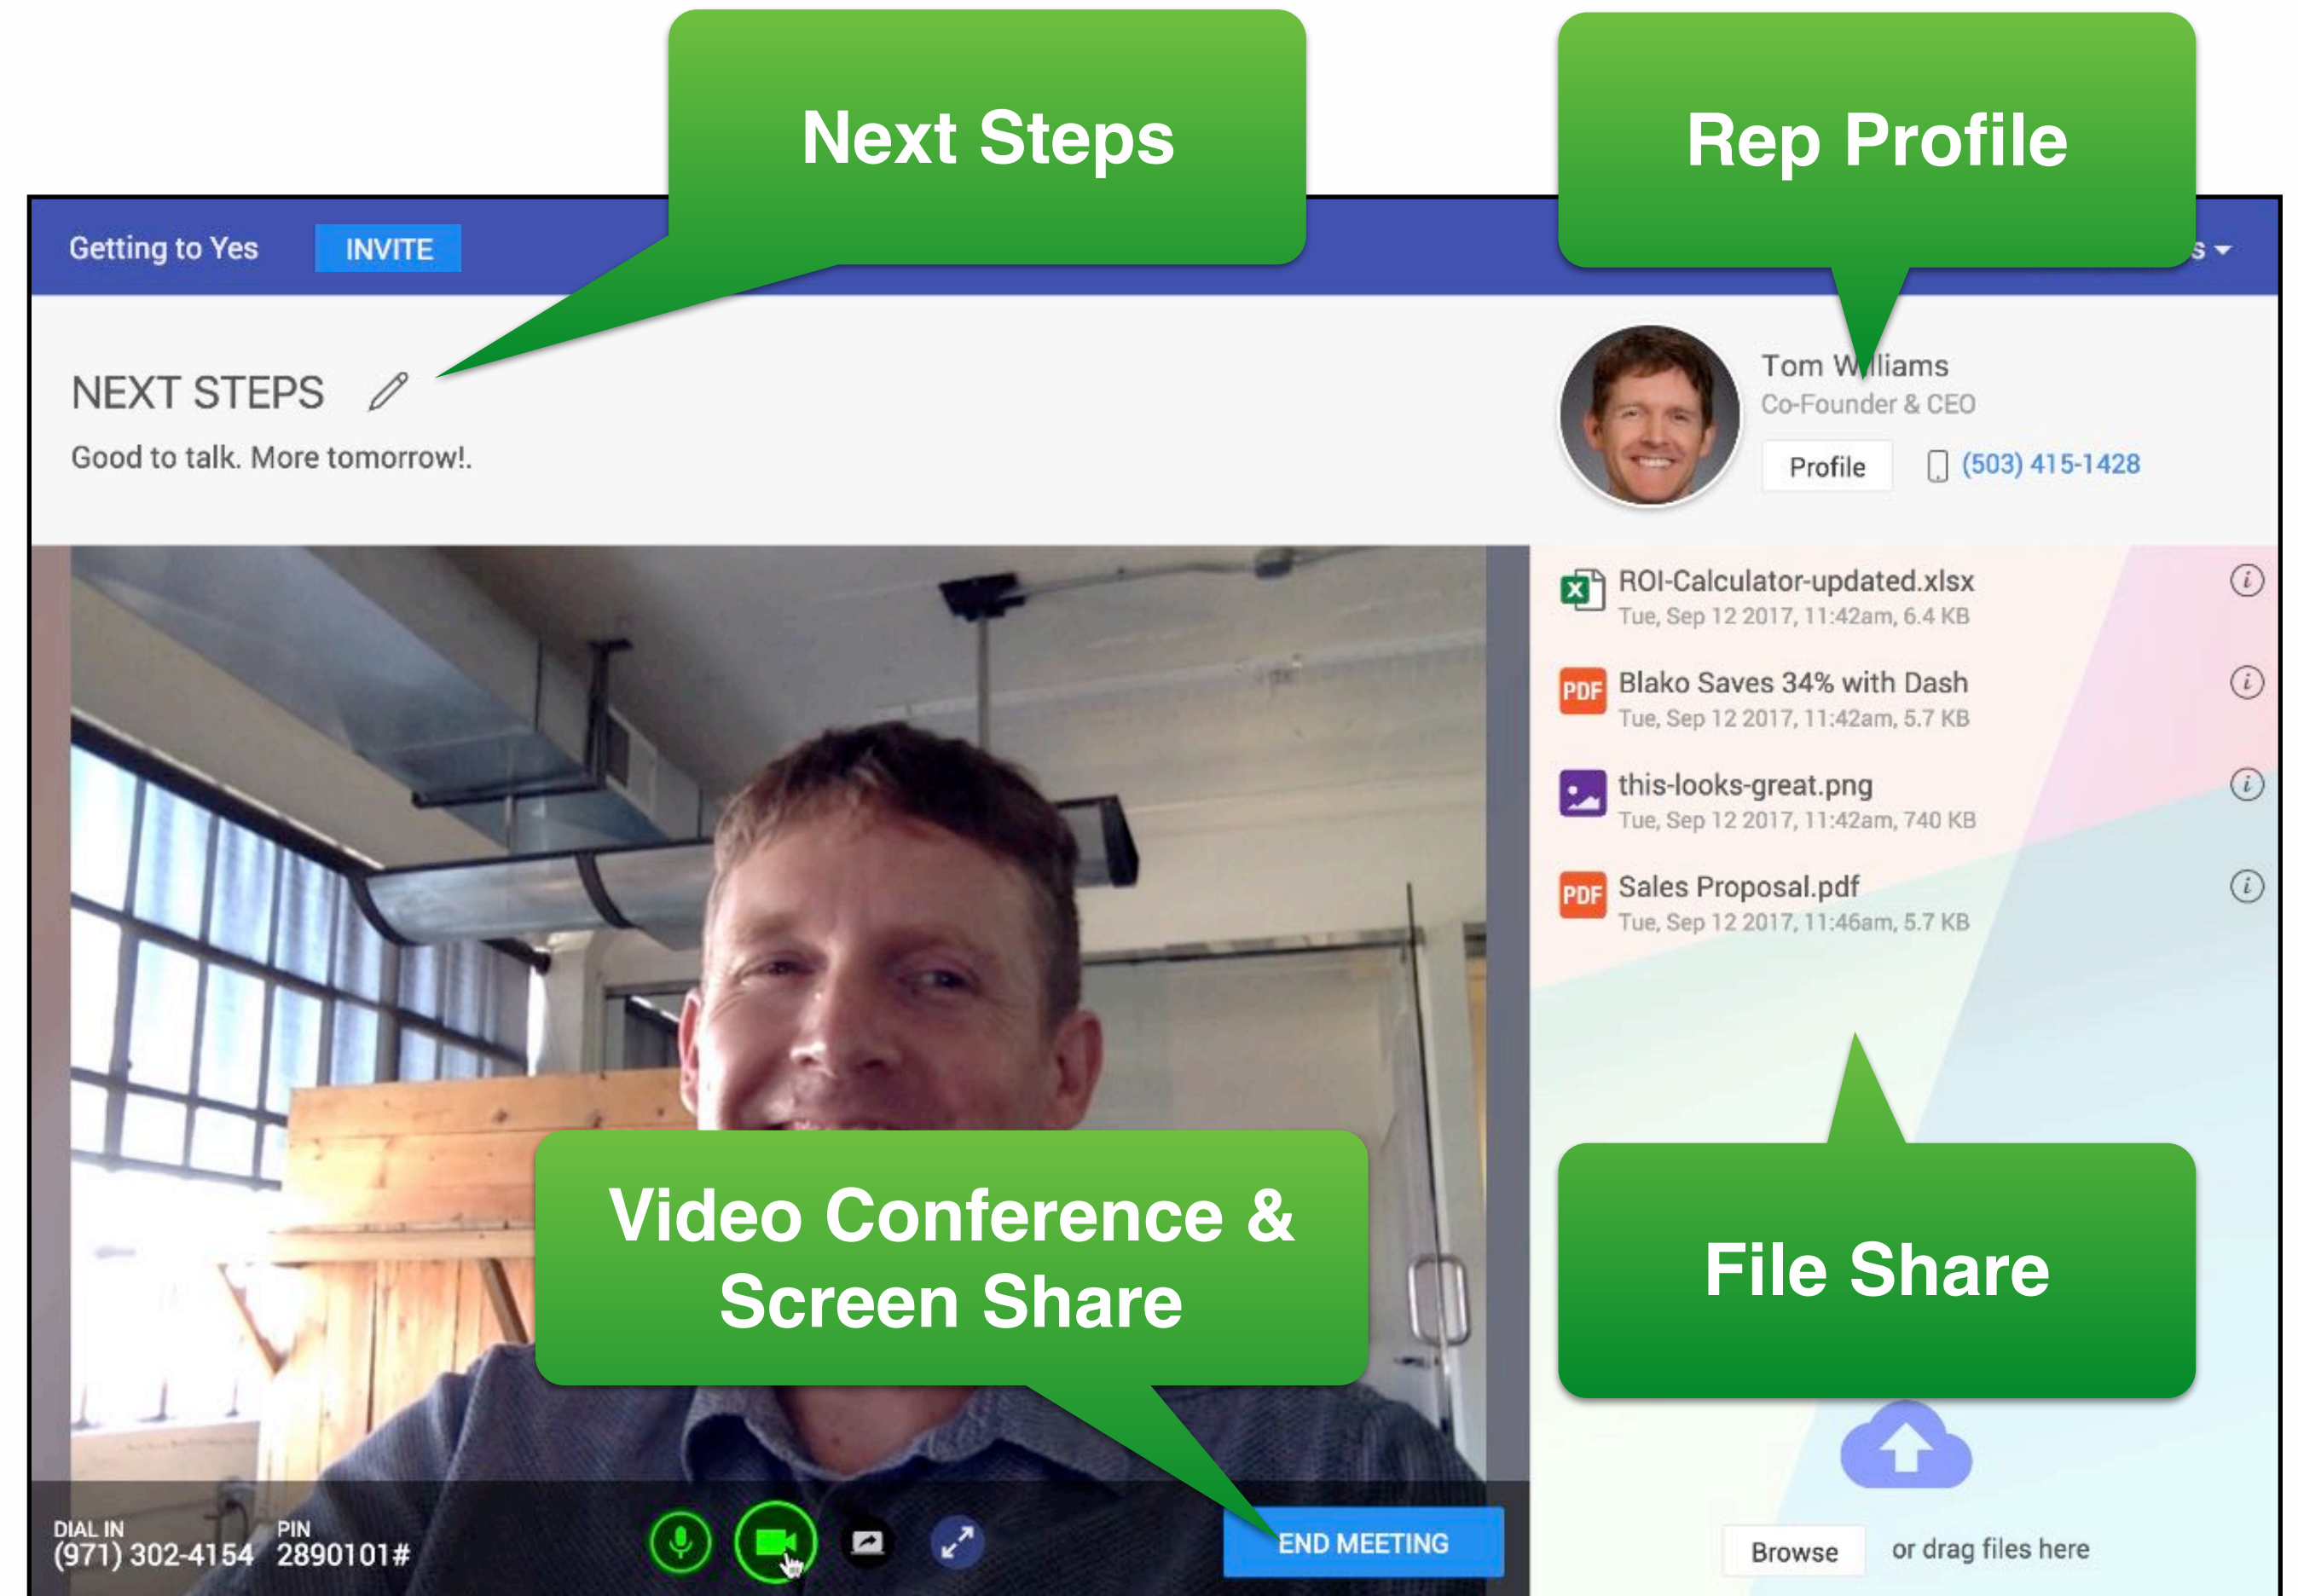 Next Steps
Rep Profile
Getting to Yes
INVITE
s
NEXT STEPS
Good to talk. More tomorrow!.
Tom Williams
Co-Founder & CEO
Profile
(503) 415-1428
ROI-Calculator-updated.xlsx
Tue, Sep 12 2017, 11:42am, 6.4 KB
PDF
Blako Saves 34% with Dash
Tue, Sep 12 2017, 11:42am, 5.7 KB
this-looks-great.png
Tue, Sep 12 2017, 11:42am, 740 KB
PDF
Sales Proposal.pdf
Tue, Sep 12 2017, 11:46am, 5.7 KB
Video Conference &
Screen Share
File Share
DIAL IN
(971) 302-4154
PIN
2890101#
END MEETING
Browse
or drag files here